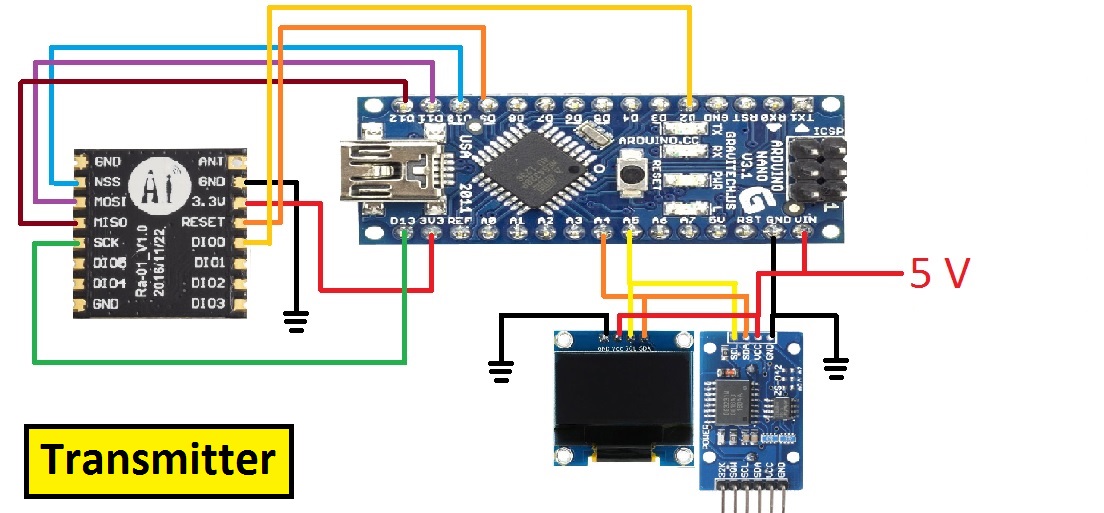 D12 D11 D10 D9 D8 D7 D6 D5 D4 D3 D2 GND RST RX0 TX1
ICSP
USA
2011
ARDUINO.CC
RESET
TX
RX
PWR
L
GRAVITECH.US
ARDUINO
NANO
V3.1
1
D13 3V3 REF A0 A1 A2 A3 A4 A5 A6 A7 5V RST GND VIN
Ai
GND
NSS
MOSI
MISO
SCK
DIO5
DIO4
GND
ANT
GND
3.3V
RESET
DIO0
DIO1
DIO2
DIO3
Ra-01_V1.0
2016/11/22
5 V
GND VCC SCL SDA
SCL SDA VCC GND
ZS-042
POWER
32K SQW SCL SDA VCC GND
Transmitter